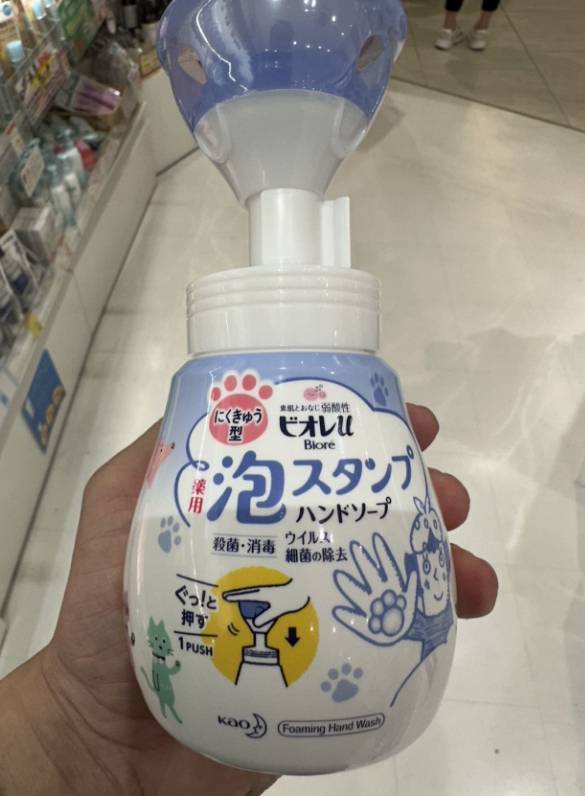 にくきゅう
型
素肌とおなじ弱酸性
ビオレu
Bioré
薬用
泡スタンプ
ハンドソープ
殺菌・消毒
ウイルス
細菌の除去
ぐっ!と
押す
1 PUSH
Kao
Foaming Hand Wash